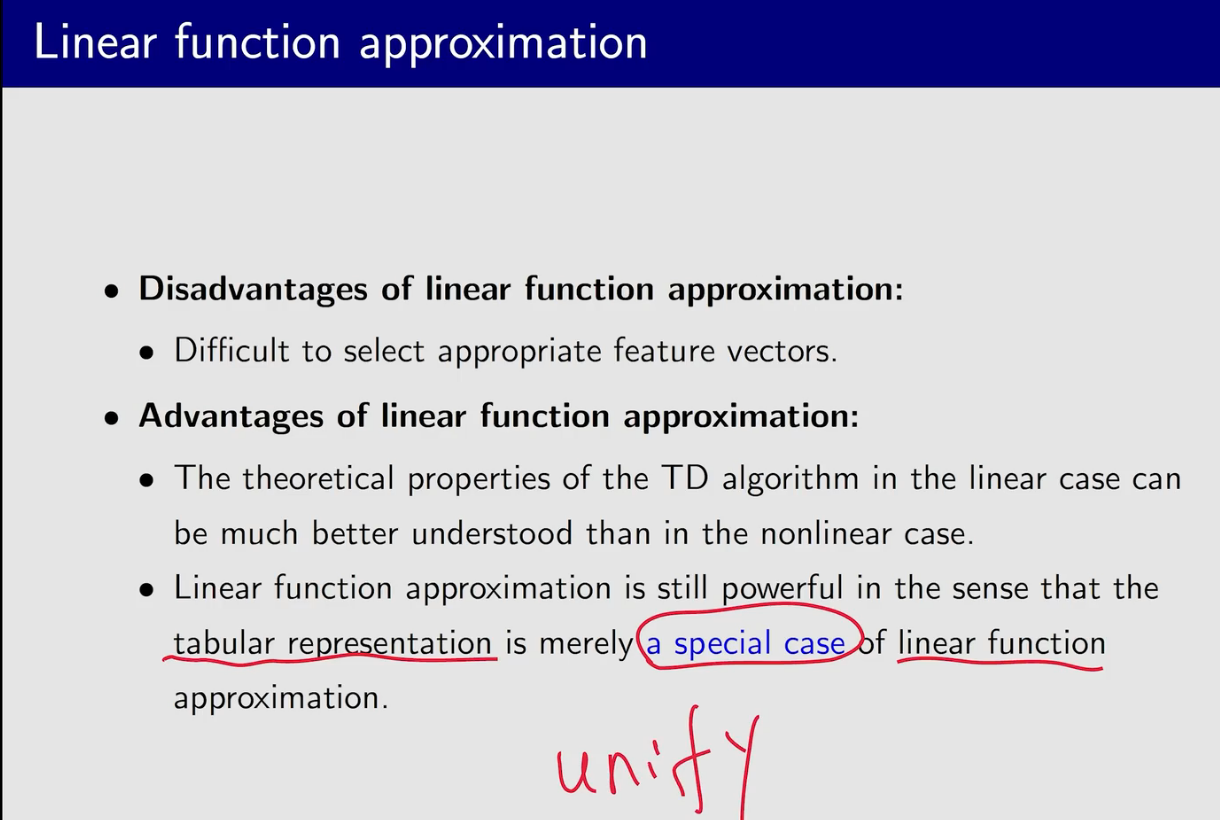 Linear function approximation
• Disadvantages of linear function approximation:
• Difficult to select appropriate feature vectors.
• Advantages of linear function approximation:
• The theoretical properties of the TD algorithm in the linear case can
be much better understood than in the nonlinear case.
• Linear function approximation is still powerful in the sense that the
tabular representation is merely a special case of linear function
approximation.
unify